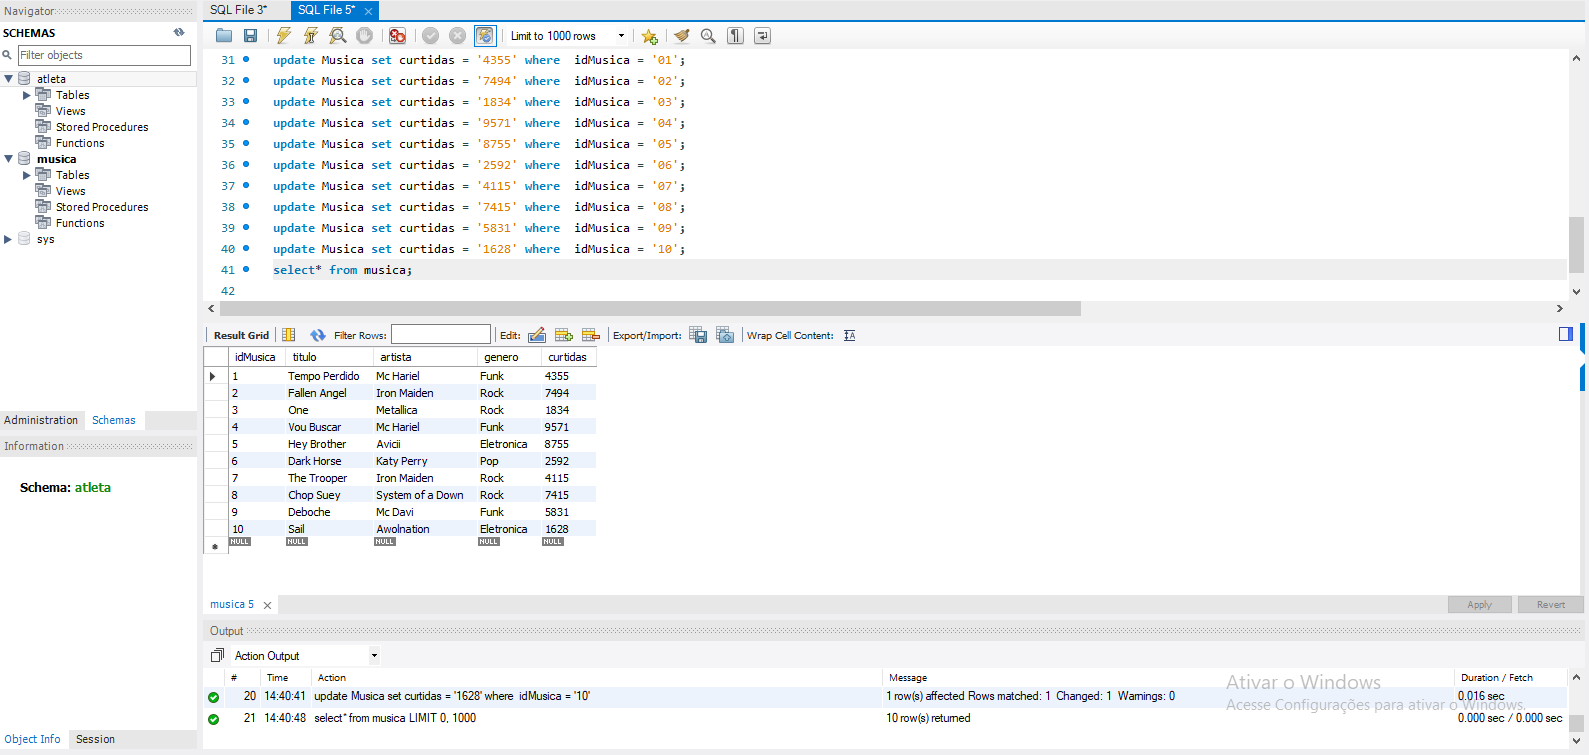 Navigator
SCHEMAS
Filter objects
atleta
Tables
Views
Stored Procedures
Functions
musica
Tables
Views
Stored Procedures
Functions
sys
Administration Schemas
Information
Schema: atleta
Object Info Session
SQL File 3* SQL File 5*
Limit to 1000 rows
31 update Musica set curtidas = '4355' where  idMusica = '01';
32 update Musica set curtidas = '7494' where  idMusica = '02';
33 update Musica set curtidas = '1834' where  idMusica = '03';
34 update Musica set curtidas = '9571' where  idMusica = '04';
35 update Musica set curtidas = '8755' where  idMusica = '05';
36 update Musica set curtidas = '2592' where  idMusica = '06';
37 update Musica set curtidas = '4115' where  idMusica = '07';
38 update Musica set curtidas = '7415' where  idMusica = '08';
39 update Musica set curtidas = '5831' where  idMusica = '09';
40 update Musica set curtidas = '1628' where  idMusica = '10';
41 select* from musica;
42
Result Grid Filter Rows: Edit: Export/Import: Wrap Cell Content:
idMusica titulo artista genero curtidas
1 Tempo Perdido Mc Hariel Funk 4355
2 Fallen Angel Iron Maiden Rock 7494
3 One Metallica Rock 1834
4 Vou Buscar Mc Hariel Funk 9571
5 Hey Brother Avicii Eletronica 8755
6 Dark Horse Katy Perry Pop 2592
7 The Trooper Iron Maiden Rock 4115
8 Chop Suey System of a Down Rock 7415
9 Deboche Mc Davi Funk 5831
10 Sail Awolnation Eletronica 1628
NULL NULL NULL NULL NULL
musica 5 Apply Revert
Output
Action Output
# Time Action Message Duration / Fetch
20 14:40:41 update Musica set curtidas = '1628' where  idMusica = '10' 1 row(s) affected Rows matched: 1  Changed: 1  Warnings: 0 0.016 sec
21 14:40:48 select* from musica LIMIT 0, 1000 10 row(s) returned 0.000 sec / 0.000 sec
Ativar o Windows
Acesse Configurações para ativar o Windows.